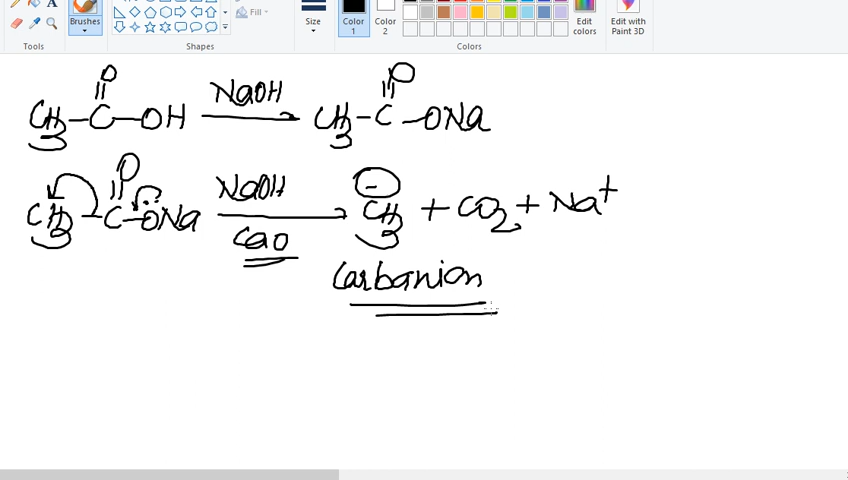 Brushes
Fill
Size
Color 1
Color 2
Edit colors
Edit with Paint 3D
Tools
Shapes
Colors
O
CH3-C-OH NaOH CH3-C-ONa
O
CH3-C-ONa NaOH CH3 + CO2 + Na+
CaO
Carbanion